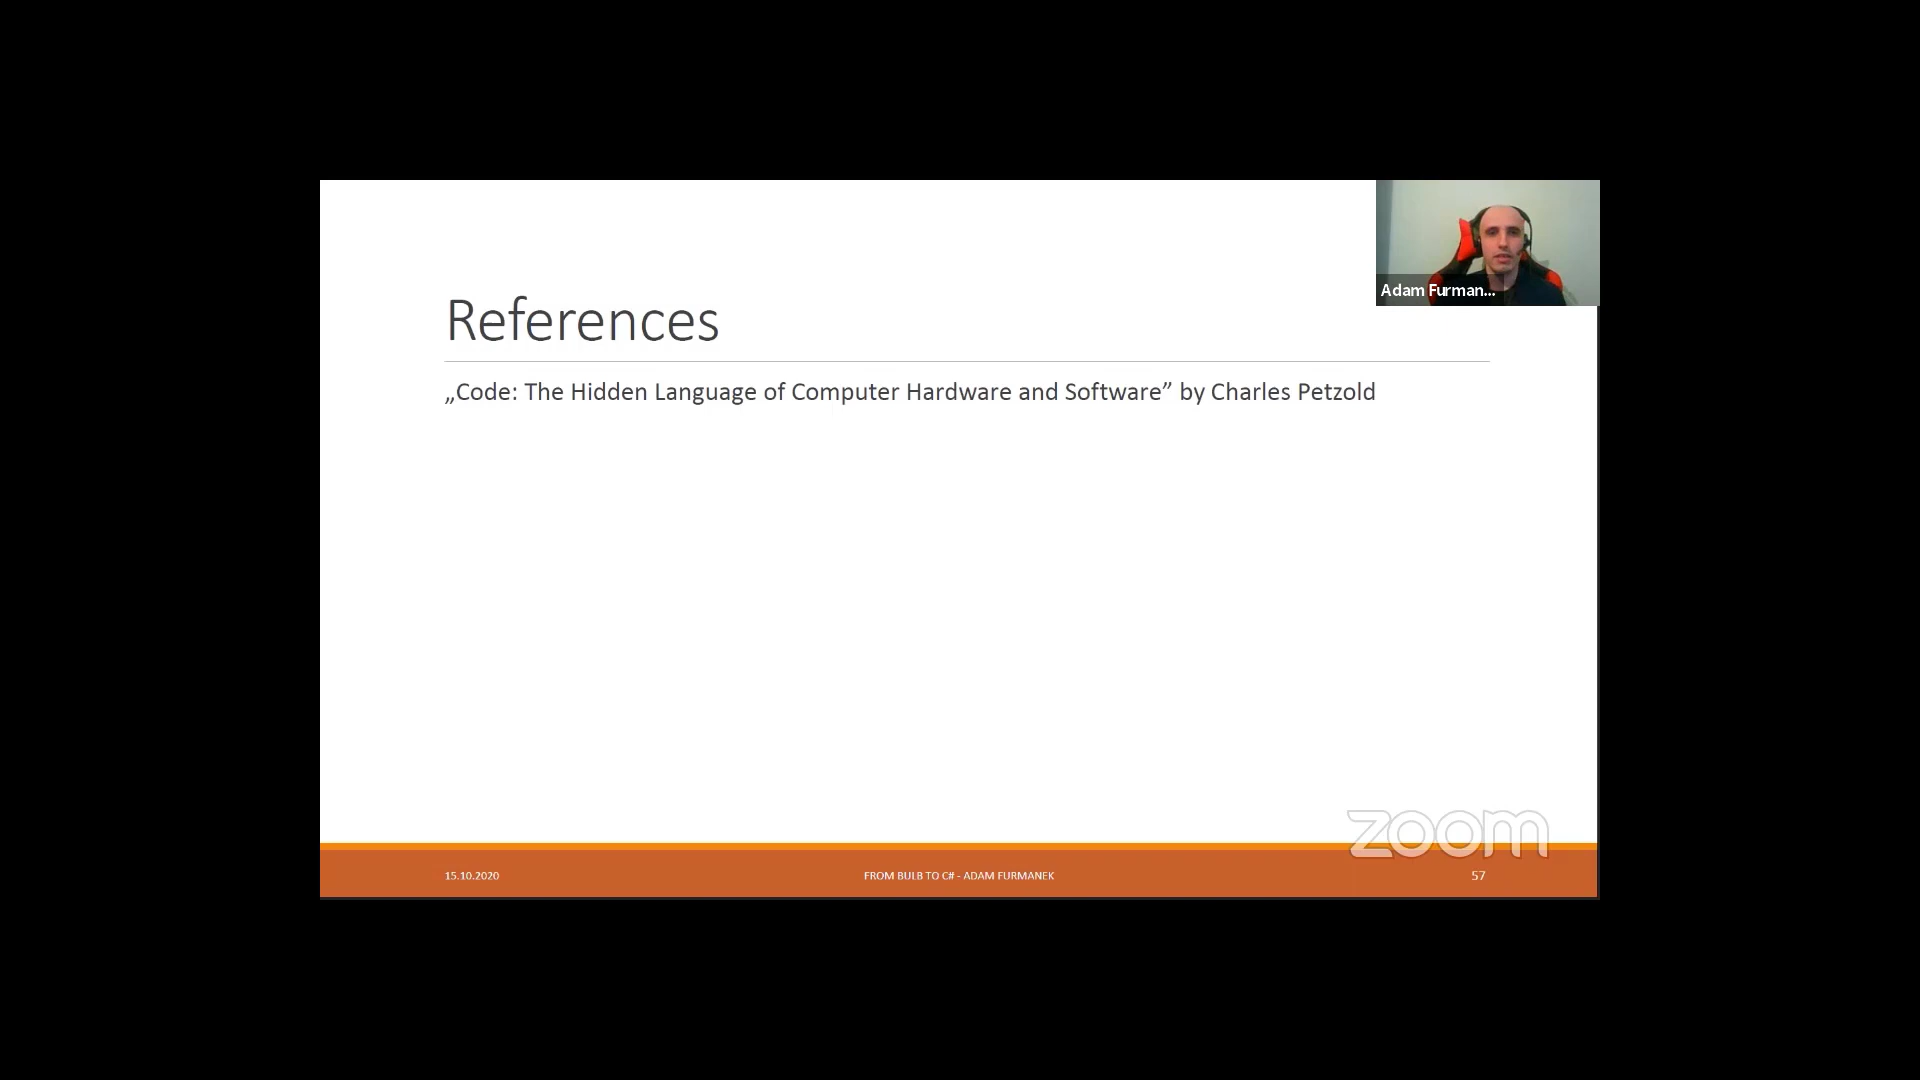 Adam Furman...
References
„Code: The Hidden Language of Computer Hardware and Software” by Charles Petzold
zoom
15.10.2020
FROM BULB TO C# - ADAM FURMANEK
57